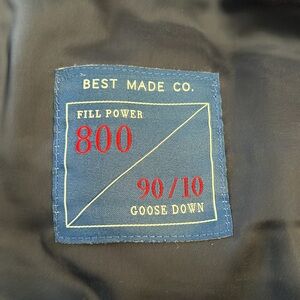 BEST MADE CO.
FILL POWER
800
90/10
GOOSE DOWN